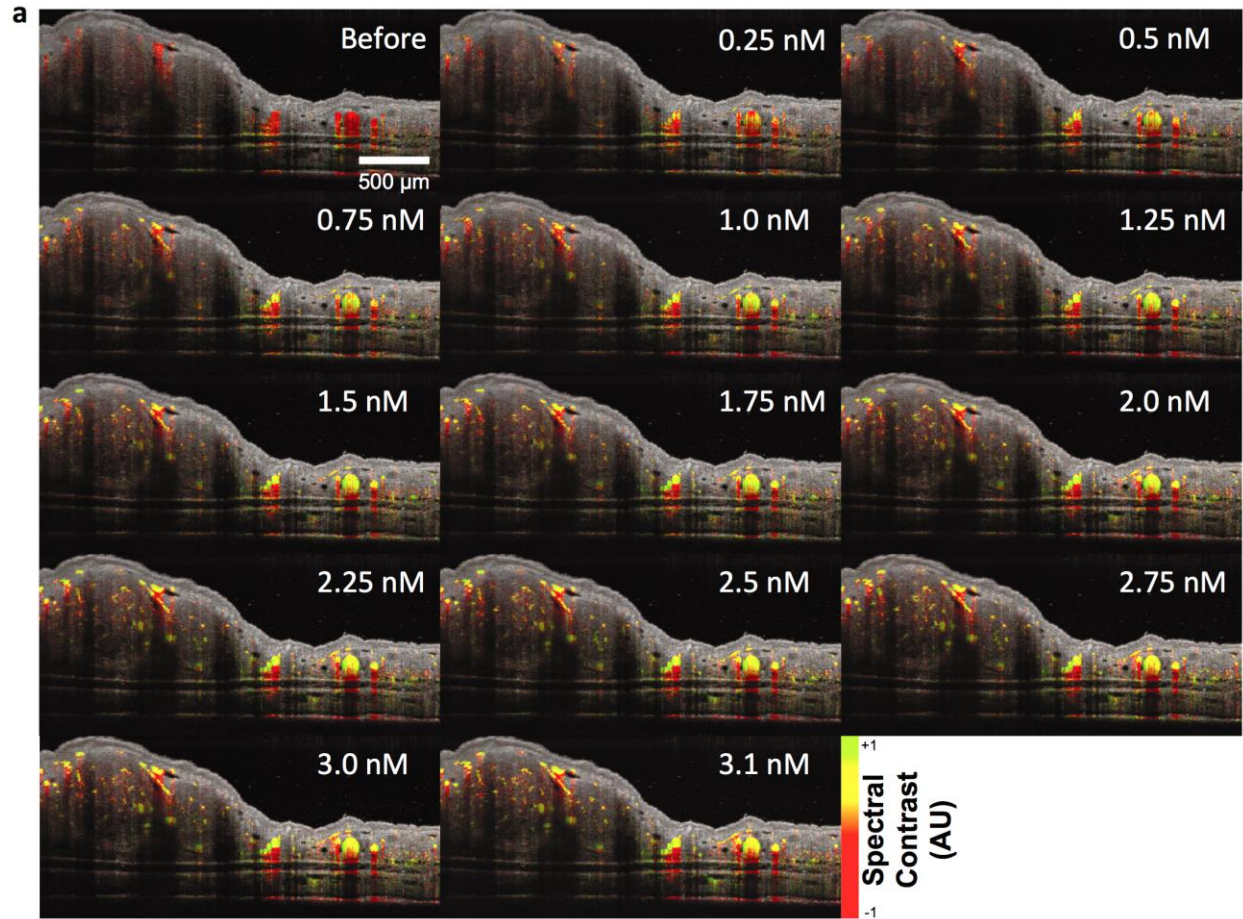 a
Before
0.25 nM
0.5 nM
500 µm
0.75 nM
1.0 nM
1.25 nM
1.5 nM
1.75 nM
2.0 nM
2.25 nM
2.5 nM
2.75 nM
3.0 nM
3.1 nM
+1
Spectral
Contrast
(AU)
-1